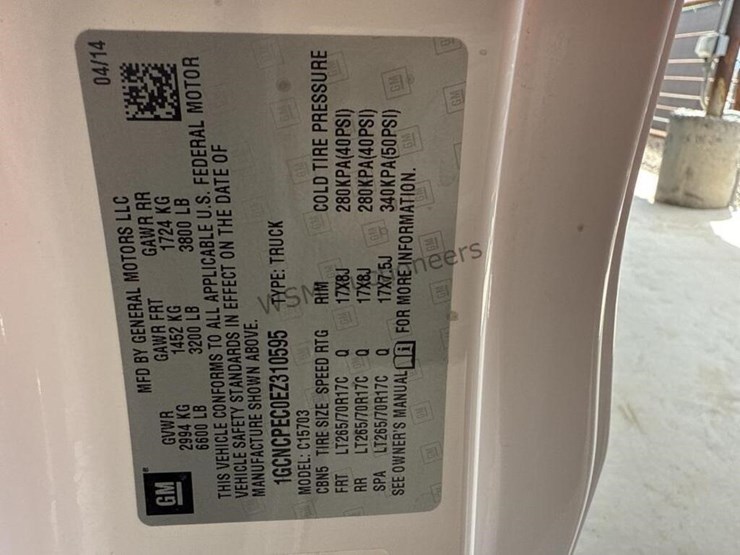 04/14
MFD BY GENERAL MOTORS LLC
GVWR GAWR FRT GAWR RR
2994 KG 1452 KG 1724 KG
6600 LB 3200 LB 3800 LB
THIS VEHICLE CONFORMS TO ALL APPLICABLE U.S. FEDERAL MOTOR
VEHICLE SAFETY STANDARDS IN EFFECT ON THE DATE OF
MANUFACTURE SHOWN ABOVE.
1GCNCPEC0EZ310595 TYPE: TRUCK
MODEL: C15703
CBN5 TIRE SIZE SPEED RTG RIM COLD TIRE PRESSURE
FRT LT265/70R17C Q 17X8J 280KPA(40PSI)
RR LT265/70R17C Q 17X8J 280KPA(40PSI)
SPA LT265/70R17C Q 17X7.5J 340KPA(50PSI)
SEE OWNER'S MANUAL i FOR MORE INFORMATION.
GM
WSM Auctioneers